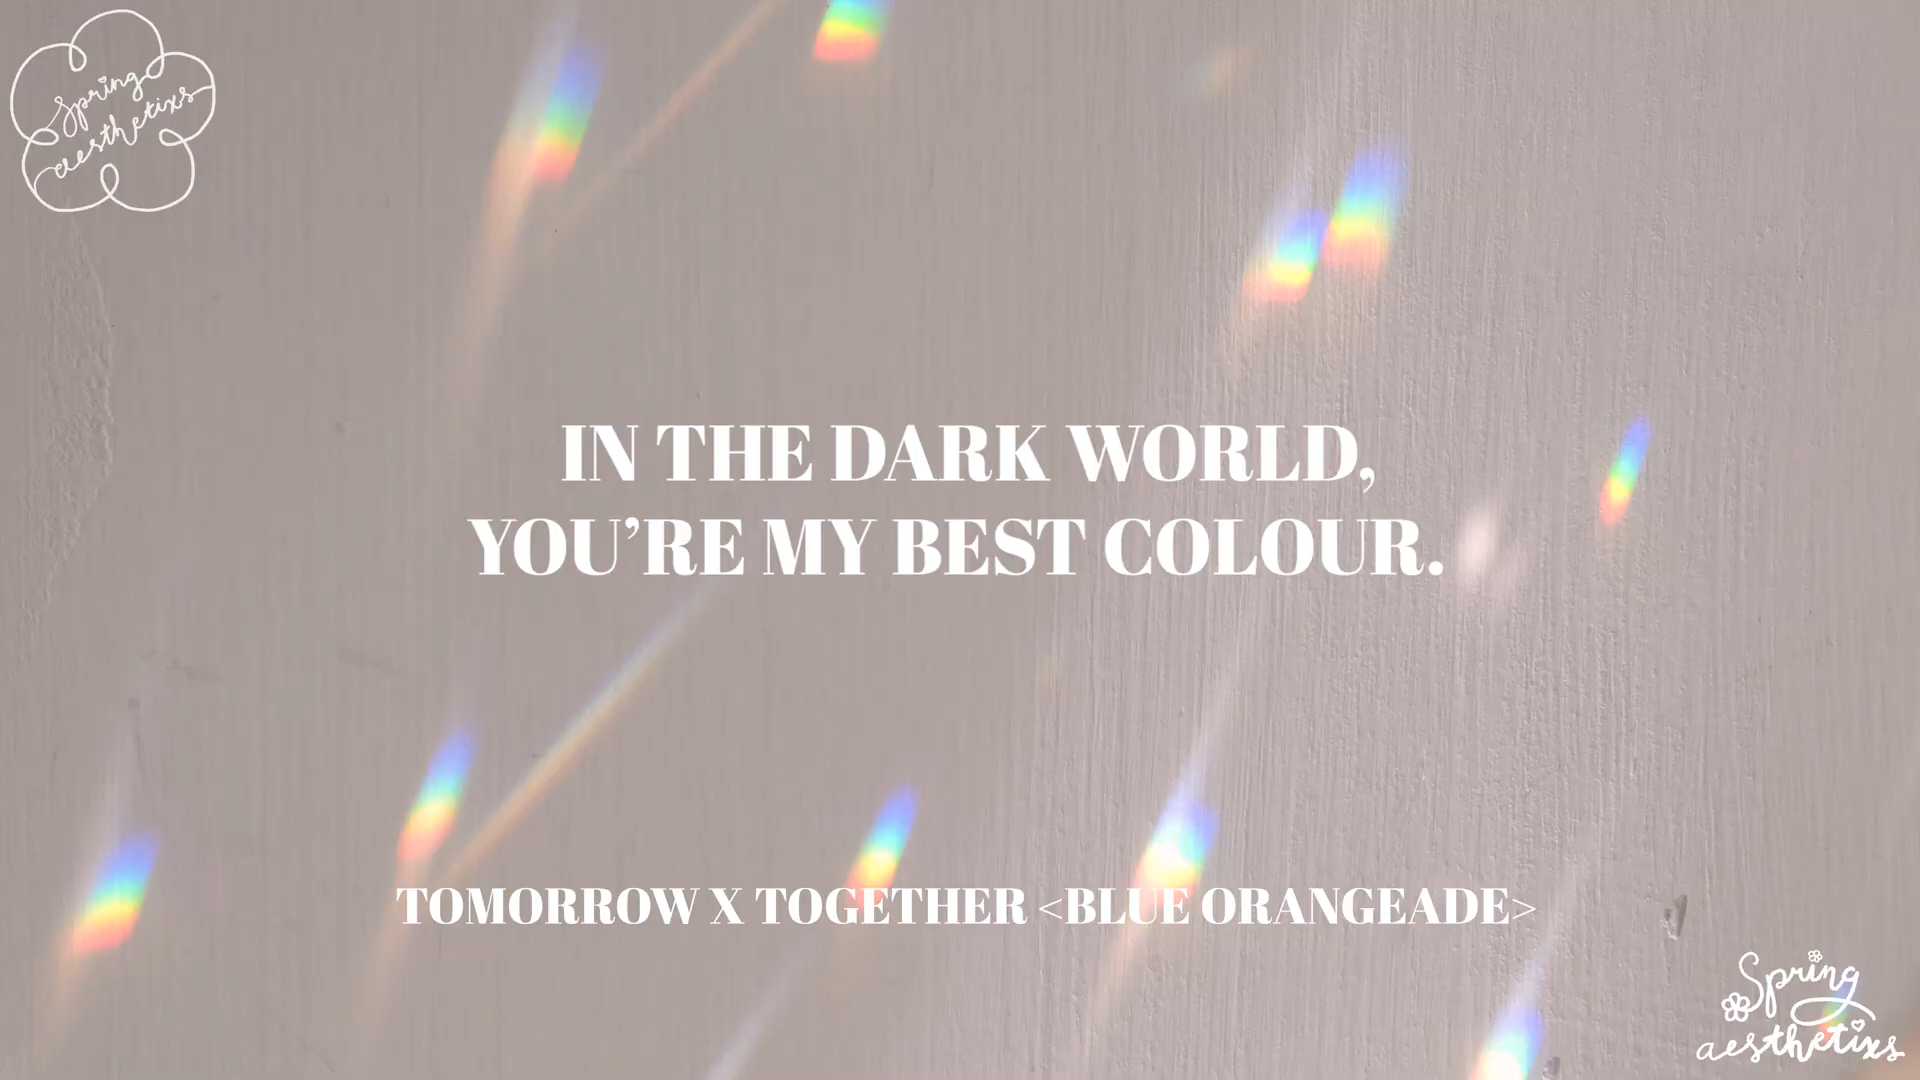 Spring
aesthetixs
IN THE DARK WORLD,
YOU’RE MY BEST COLOUR.
TOMORROW X TOGETHER <BLUE ORANGEADE>
Spring
aesthetixs